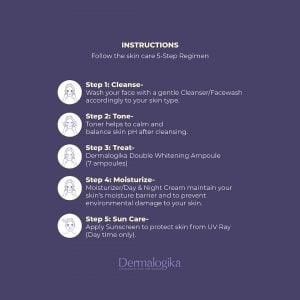 INSTRUCTIONS
Follow the skin care 5-Step Regimen
Step 1: Cleanse-
Wash your face with a gentle Cleanser/Facewash
accordingly to your skin type.
Step 2: Tone-
Toner helps to calm and
balance skin pH after cleansing.
Step 3: Treat-
Dermalogika Double Whitening Ampoule
(7 ampoules)
Step 4: Moisturize-
Moisturizer/Day & Night Cream maintain your
skin's moisture barrier and to prevent
environmental damage to your skin.
Step 5: Sun Care-
Apply Sunscreen to protect skin from UV Ray
(Day time only).
Dermalogika